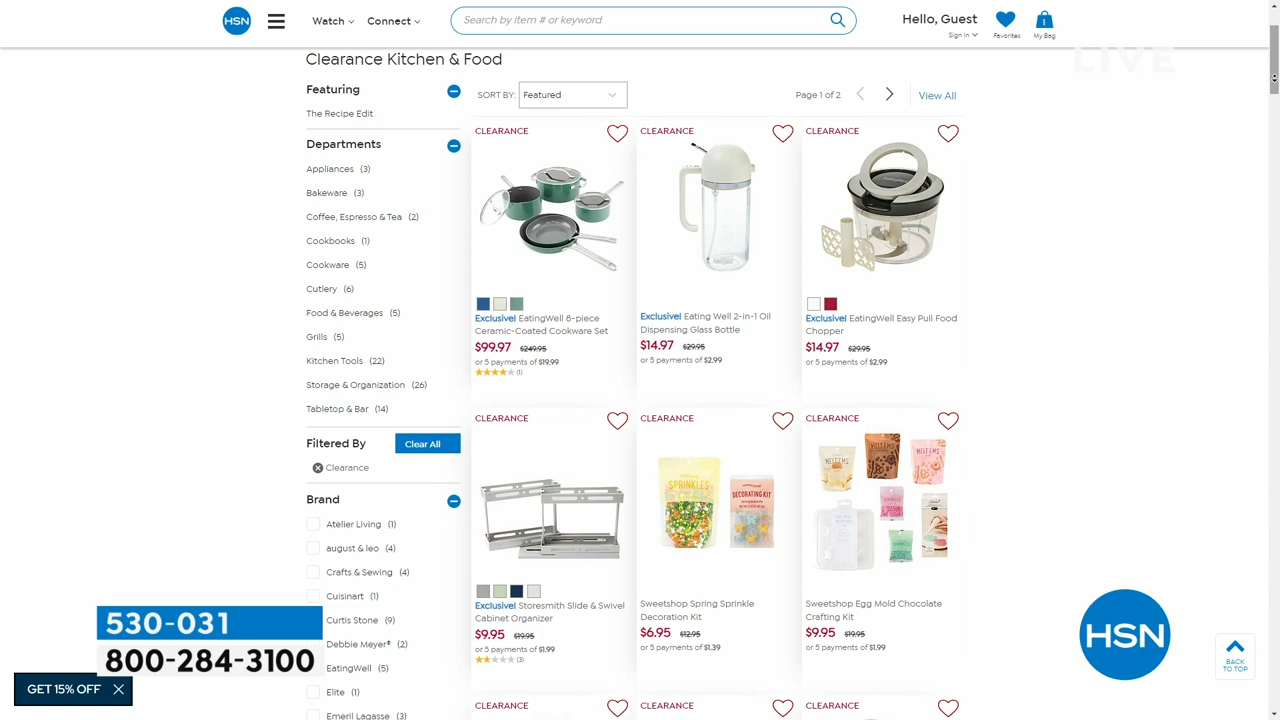 HSN
Watch
Connect
Search by item # or keyword
Hello, Guest
Sign In
Favorites
1
My Bag
LIVE
Clearance Kitchen & Food
Featuring
The Recipe Edit
Departments
Appliances (3)
Bakeware (3)
Coffee, Espresso & Tea (2)
Cookbooks (1)
Cookware (5)
Cutlery (6)
Food & Beverages (5)
Grills (5)
Kitchen Tools (22)
Storage & Organization (26)
Tabletop & Bar (14)
Filtered By
Clear All
Clearance
Brand
Atelier Living (1)
august & leo (4)
Crafts & Sewing (4)
Cuisinart (1)
Curtis Stone (9)
Debbie Meyer® (2)
EatingWell (5)
Elite (1)
Emeril Lagasse (3)
SORT BY: Featured
Page 1 of 2
View All
CLEARANCE
Exclusive! EatingWell 8-piece
Ceramic-Coated Cookware Set
$99.97 $249.95
or 5 payments of $19.99
(1)
CLEARANCE
Exclusive! Eating Well 2-in-1 Oil
Dispensing Glass Bottle
$14.97 $29.95
or 5 payments of $2.99
CLEARANCE
Exclusive! EatingWell Easy Pull Food
Chopper
$14.97 $29.95
or 5 payments of $2.99
CLEARANCE
Exclusive! Storesmith Slide & Swivel
Cabinet Organizer
$9.95 $19.95
or 5 payments of $1.99
(3)
CLEARANCE
SPRINKLES
DECORATING KIT
Sweetshop Spring Sprinkle
Decoration Kit
$6.95 $12.95
or 5 payments of $1.39
CLEARANCE
MELT'EMS
MELT'EMS
MELT'EMS
Sweetshop Egg Mold Chocolate
Crafting Kit
$9.95 $19.95
or 5 payments of $1.99
CLEARANCE
CLEARANCE
CLEARANCE
530-031
800-284-3100
GET 15% OFF
HSN
BACK
TO TOP